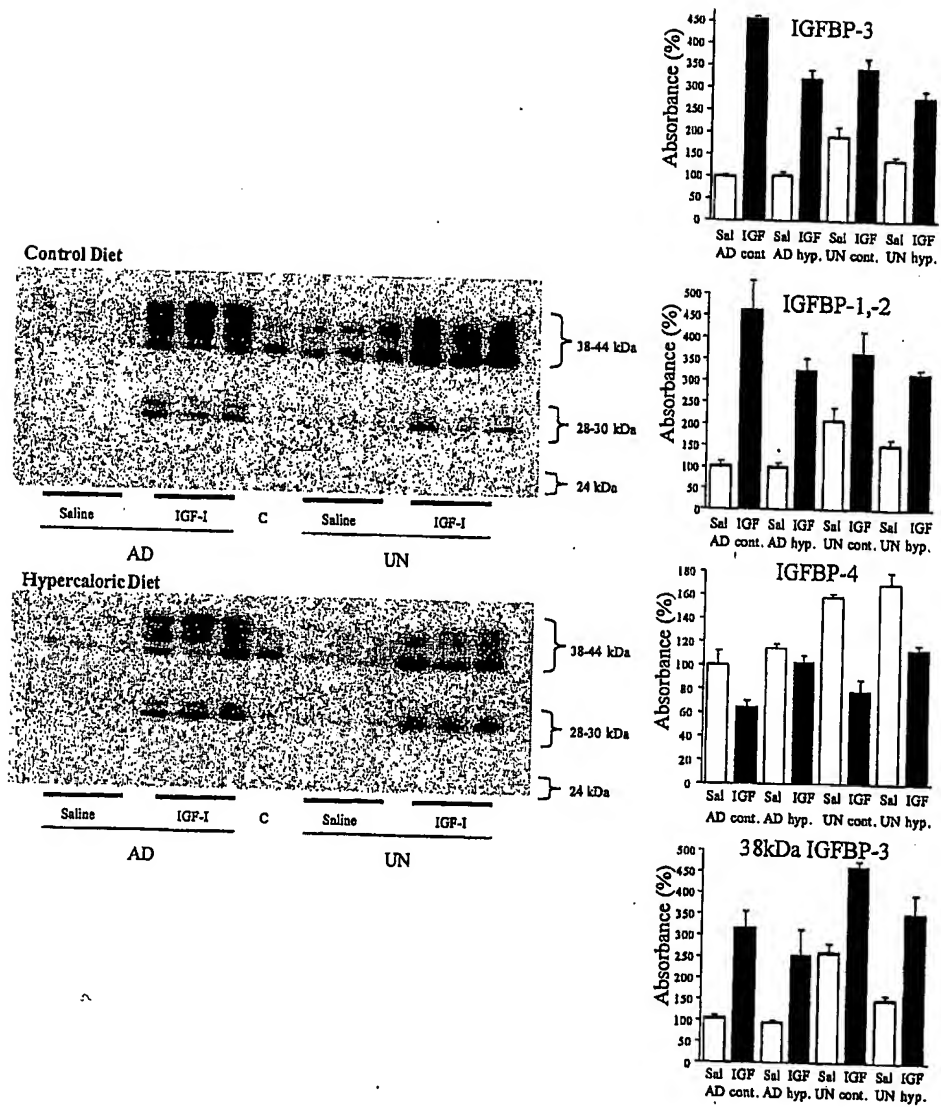 Control Diet
38-44 kDa
28-30 kDa
24 kDa
Saline IGF-I C Saline IGF-I
AD UN
Hypercaloric Diet
38-44 kDa
28-30 kDa
24 kDa
Saline IGF-I C Saline IGF-I
AD UN
IGFBP-3
Absorbance (%)
450
400
350
300
250
200
150
100
50
0
Sal IGF Sal IGF Sal IGF Sal IGF
AD cont AD hyp. UN cont. UN hyp.
IGFBP-1,-2
Absorbance (%)
500
450
400
350
300
250
200
150
100
50
0
Sal IGF Sal IGF Sal IGF Sal IGF
AD cont. AD hyp. UN cont. UN hyp.
IGFBP-4
Absorbance (%)
180
160
140
120
100
80
60
40
20
0
Sal IGF Sal IGF Sal IGF Sal IGF
AD cont. AD hyp. UN cont. UN hyp.
38kDa IGFBP-3
Absorbance (%)
500
450
400
350
300
250
200
150
100
50
0
Sal IGF Sal IGF Sal IGF Sal IGF
AD cont. AD hyp. UN cont. UN hyp.